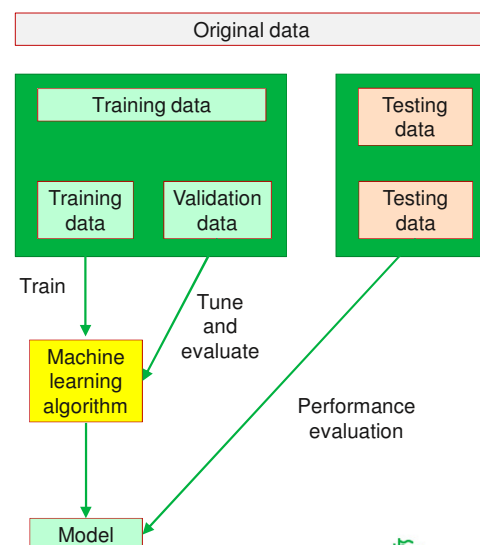 Original data
Training data
Testing
data
Training
data
Validation
data
Testing
data
Train
Tune
and
evaluate
Machine
learning
algorithm
Performance
evaluation
Model